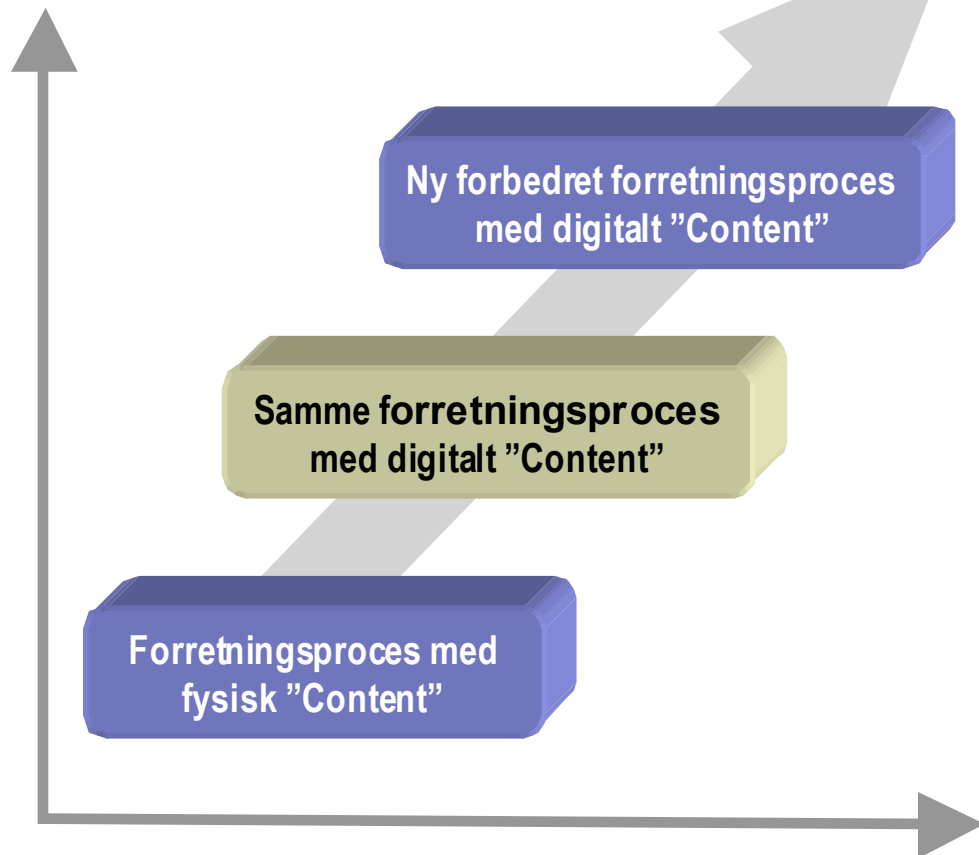 Ny forbedret forretningsproces
med digitalt ”Content”
Samme forretningsproces
med digitalt ”Content”
Forretningsproces med
fysisk ”Content”